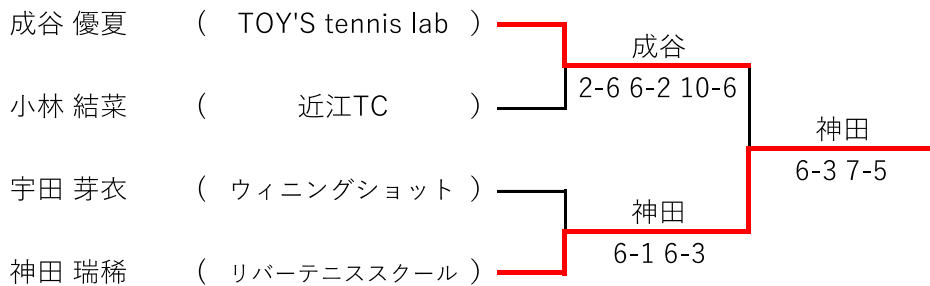 成谷 優夏 ( TOY'S tennis lab )
成谷
2-6 6-2 10-6
小林 結菜 ( 近江TC )
神田
6-3 7-5
宇田 芽衣 ( ウィニングショット )
神田
6-1 6-3
神田 瑞稀 ( リバーテニススクール )